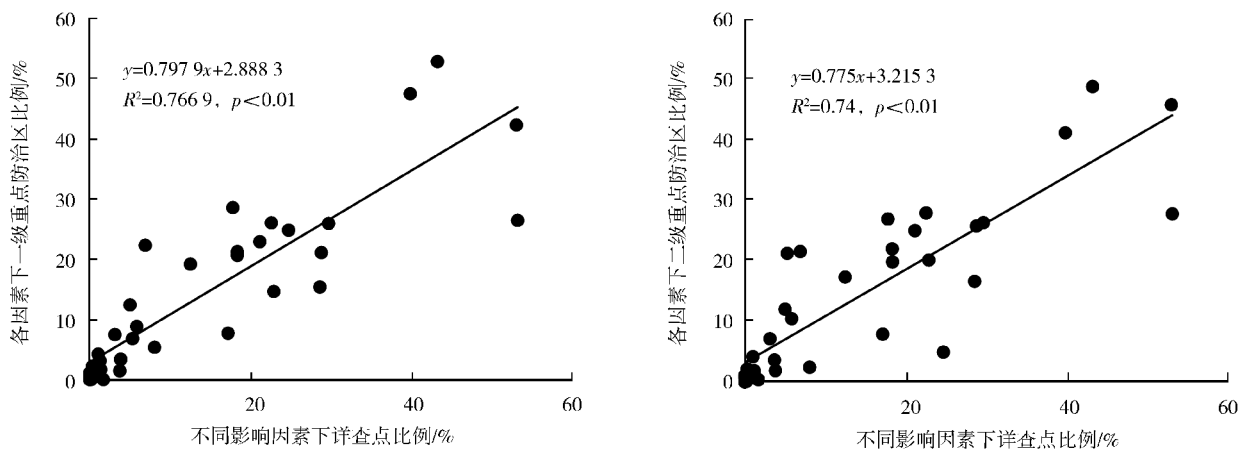 各因素下一级重点防治区比例/%
60
50
40
30
20
10
0
y=0.797 9x+2.888 3
R²=0.766 9，p＜0.01
20
40
60
不同影响因素下详查点比例/%
各因素下二级重点防治区比例/%
60
50
40
30
20
10
0
y=0.775x+3.215 3
R²=0.74，p＜0.01
20
40
60
不同影响因素下详查点比例/%